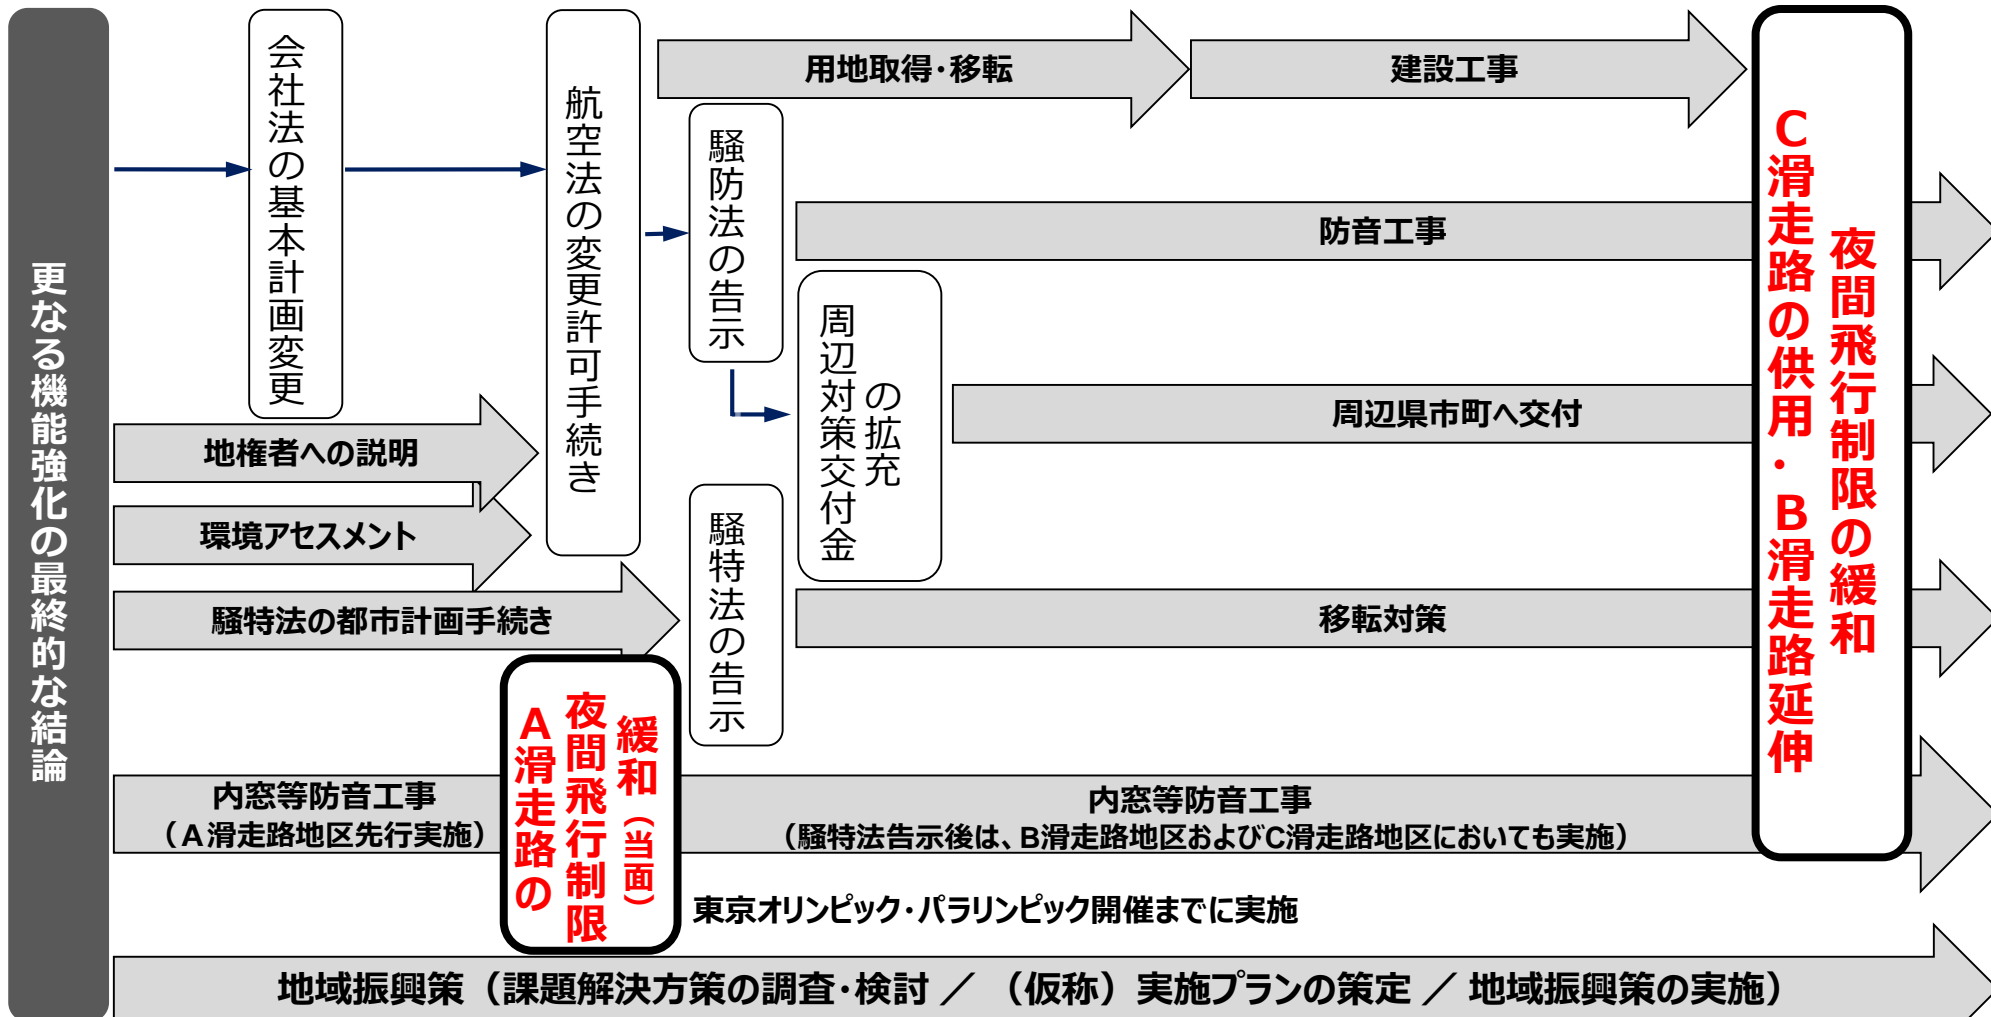 更なる機能強化の最終的な結論
会社法の基本計画変更
航空法の変更許可手続き
用地取得･移転
建設工事
騒防法の告示
防音工事
周辺対策交付金
の拡充
周辺県市町へ交付
地権者への説明
環境アセスメント
騒特法の都市計画手続き
騒特法の告示
移転対策
A滑走路の
夜間飛行制限
緩和（当面）
内窓等防音工事
（A滑走路地区先行実施）
内窓等防音工事
（騒特法告示後は、B滑走路地区およびC滑走路地区においても実施）
夜間飛行制限の緩和
C滑走路の供用・B滑走路延伸
東京オリンピック･パラリンピック開催までに実施
地域振興策（課題解決方策の調査･検討 ／ （仮称）実施プランの策定 ／ 地域振興策の実施）